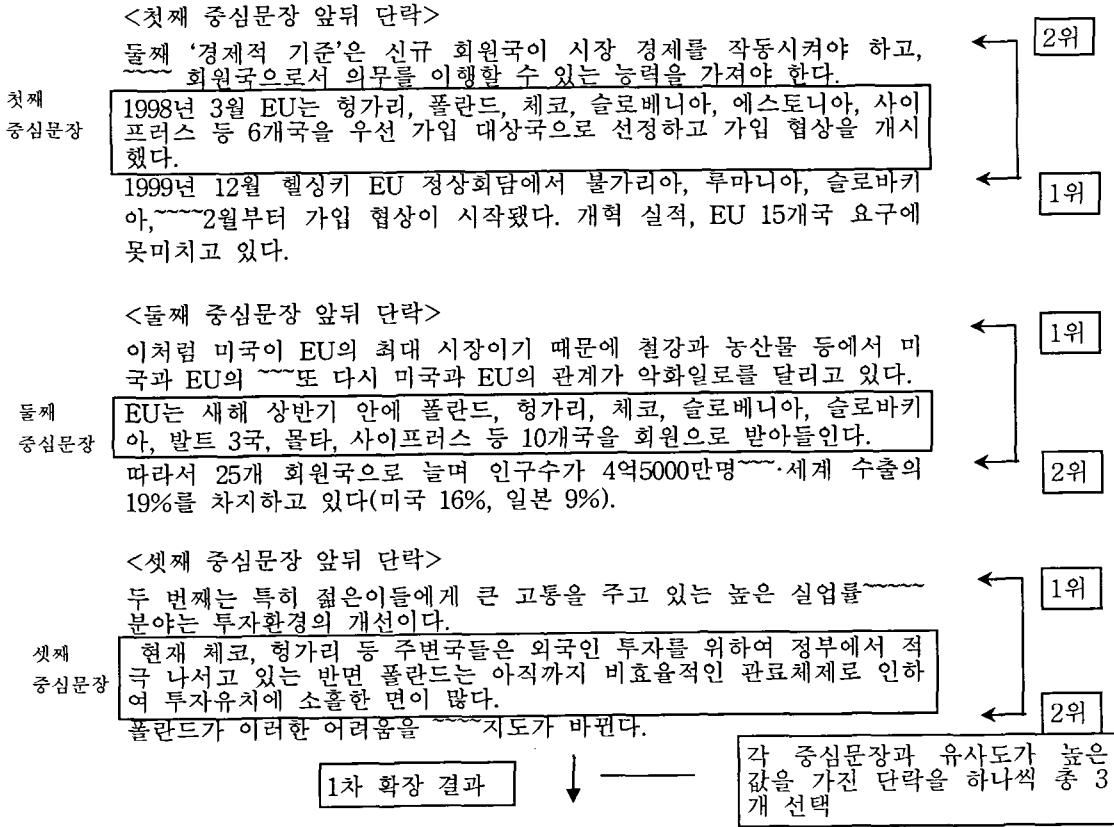 <첫째 중심문장 앞뒤 단락>
둘째 ‘경제적 기준’은 신규 회원국이 시장 경제를 작동시켜야 하고,
~~~~ 회원국으로서 의무를 이행할 수 있는 능력을 가져야 한다.
2위
첫째
중심문장
1998년 3월 EU는 헝가리, 폴란드, 체코, 슬로베니아, 에스토니아, 사이
프러스 등 6개국을 우선 가입 대상국으로 선정하고 가입 협상을 개시
했다.
1999년 12월 헬싱키 EU 정상회담에서 불가리아, 루마니아, 슬로바키
아,~~~~2월부터 가입 협상이 시작됐다. 개혁 실적, EU 15개국 요구에
못미치고 있다.
1위
<둘째 중심문장 앞뒤 단락>
이처럼 미국이 EU의 최대 시장이기 때문에 철강과 농산물 등에서 미
국과 EU의 ~~~또 다시 미국과 EU의 관계가 악화일로를 달리고 있다.
1위
둘째
중심문장
EU는 새해 상반기 안에 폴란드, 헝가리, 체코, 슬로베니아, 슬로바키
아, 발트 3국, 몰타, 사이프러스 등 10개국을 회원으로 받아들인다.
따라서 25개 회원국으로 늘며 인구수가 4억5000만명~~~·세계 수출의
19%를 차지하고 있다(미국 16%, 일본 9%).
2위
<셋째 중심문장 앞뒤 단락>
두 번째는 특히 젊은이들에게 큰 고통을 주고 있는 높은 실업률~~~~~
분야는 투자환경의 개선이다.
1위
셋째
중심문장
현재 체코, 헝가리 등 주변국들은 외국인 투자를 위하여 정부에서 적
극 나서고 있는 반면 폴란드는 아직까지 비효율적인 관료체제로 인하
여 투자유치에 소홀한 면이 많다.
폴란드가 이러한 어려움을 ~~~~지도가 바뀐다.
2위
1차 확장 결과
각 중심문장과 유사도가 높은
값을 가진 단락을 하나씩 총 3
개 선택